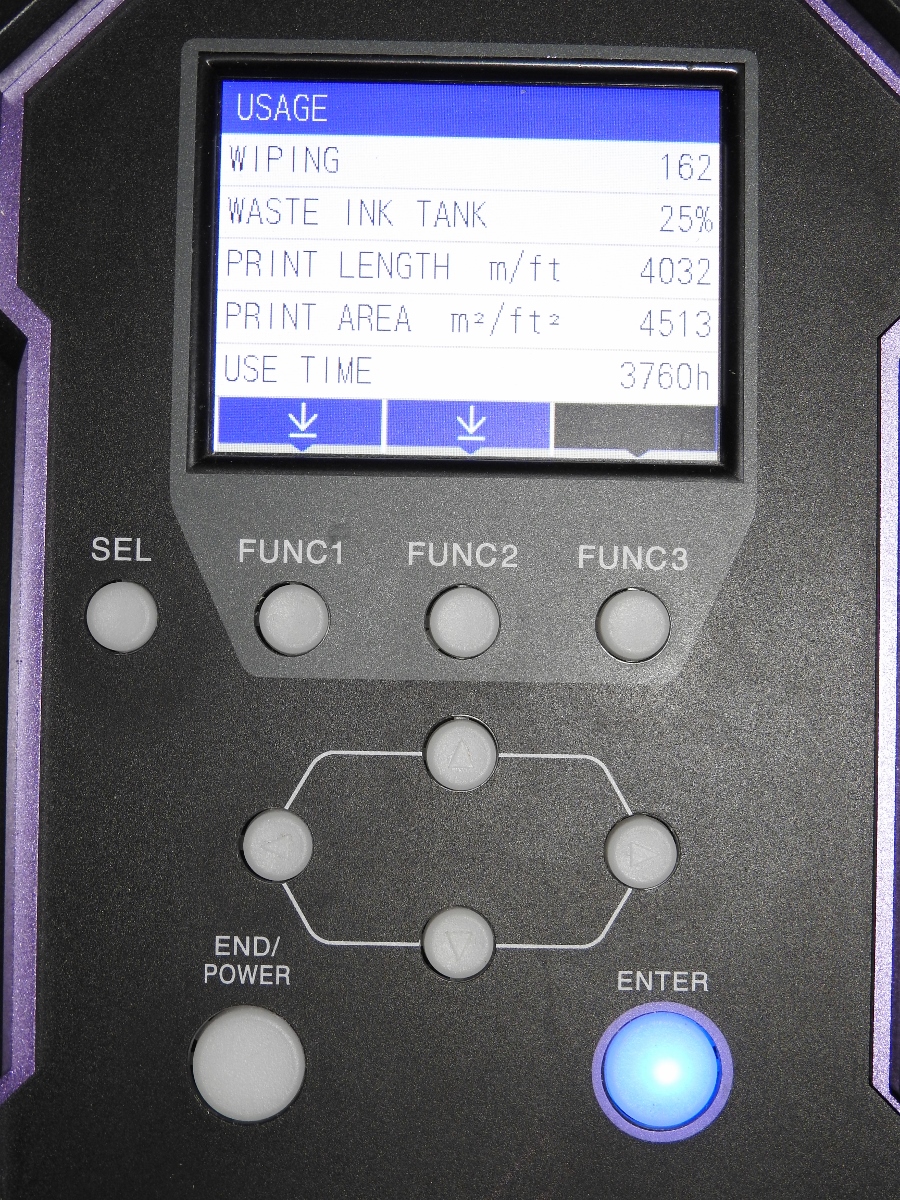 USAGE
WIPING 162
WASTE INK TANK 25%
PRINT LENGTH m/ft 4032
PRINT AREA m²/ft² 4513
USE TIME 3760h
SEL FUNC1 FUNC2 FUNC3
END/
POWER
ENTER